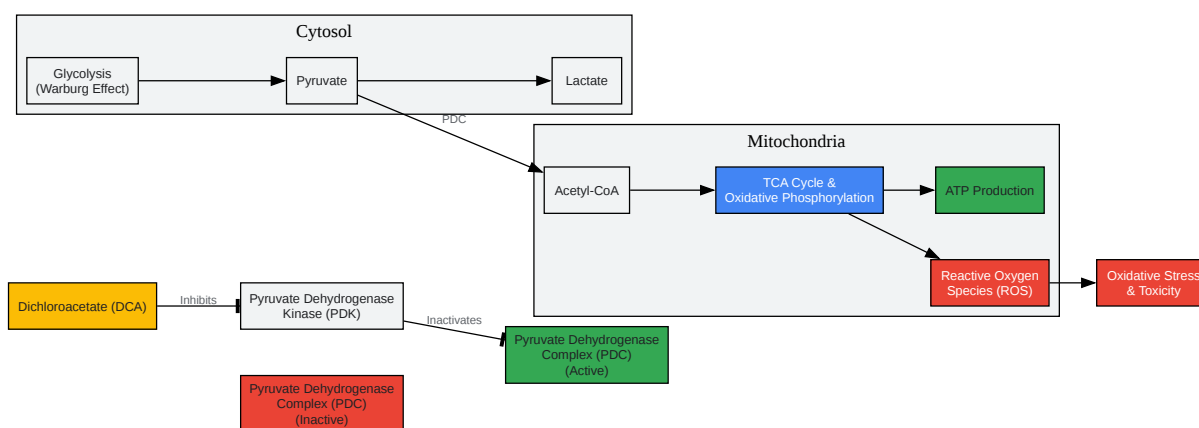 Cytosol
Glycolysis
(Warburg Effect)
Pyruvate
Lactate
PDC
Mitochondria
Acetyl-CoA
TCA Cycle &
Oxidative Phosphorylation
ATP Production
Reactive Oxygen
Species (ROS)
Oxidative Stress
& Toxicity
Dichloroacetate (DCA)
Inhibits
Pyruvate Dehydrogenase
Kinase (PDK)
Inactivates
Pyruvate Dehydrogenase
Complex (PDC)
(Active)
Pyruvate Dehydrogenase
Complex (PDC)
(Inactive)